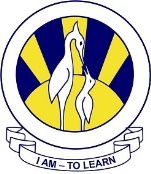 I AM – TO LEARN